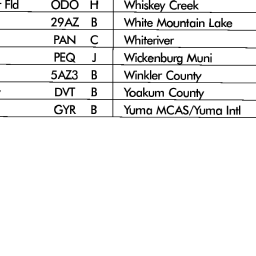 Fld ODO H Whiskey Creek
29AZ B White Mountain Lake
PAN C Whiteriver
PEQ J Wickenburg Muni
5AZ3 B Winkler County
DVT B Yoakum County
GYR B Yuma MCAS/Yuma Intl